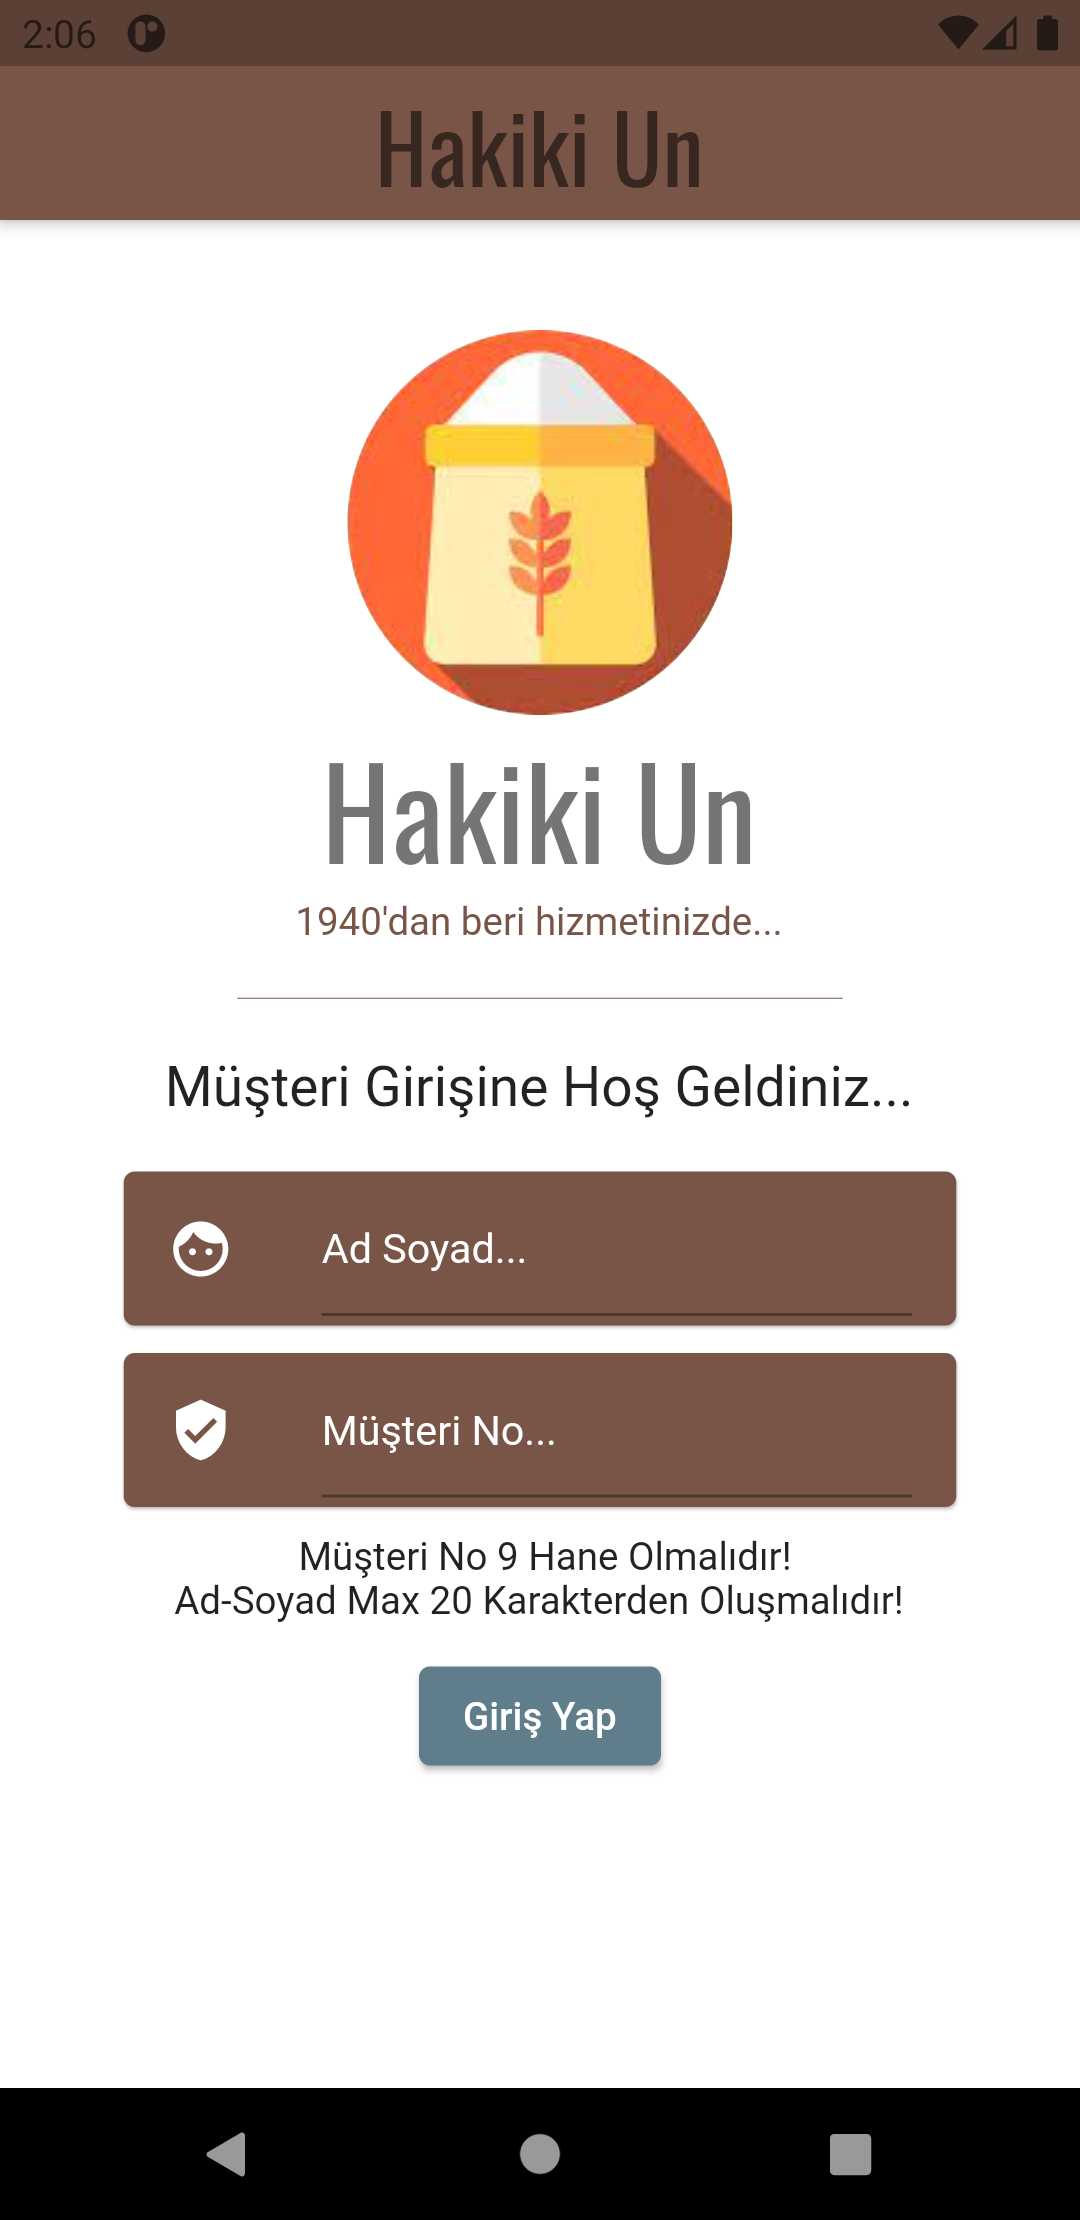 2:06
Hakiki Un
Hakiki Un
1940'dan beri hizmetinizde...
Müşteri Girişine Hoş Geldiniz...
Ad Soyad...
Müşteri No...
Müşteri No 9 Hane Olmalıdır!
Ad-Soyad Max 20 Karakterden Oluşmalıdır!
Giriş Yap